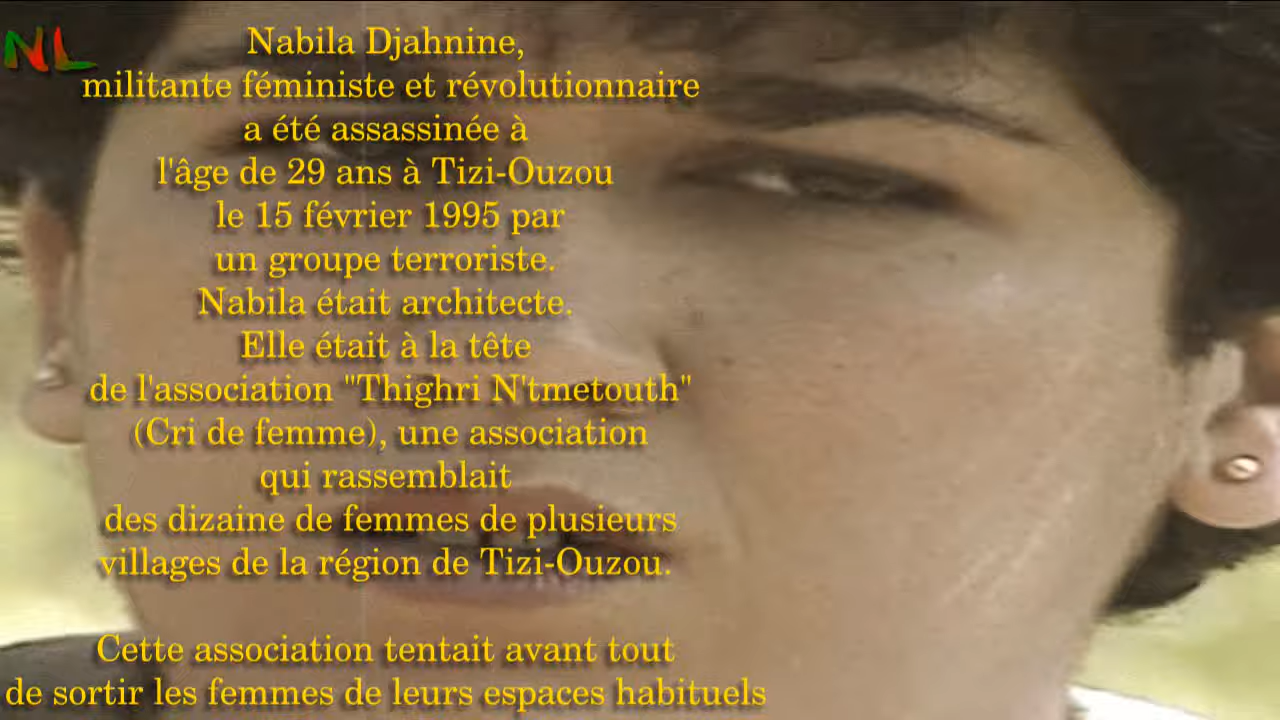 NL
Nabila Djahnine,
militante féministe et révolutionnaire
a été assassinée à
l'âge de 29 ans à Tizi-Ouzou
le 15 février 1995 par
un groupe terroriste.
Nabila était architecte.
Elle était à la tête
de l'association "Thighri N'tmetouth"
(Cri de femme), une association
qui rassemblait
des dizaine de femmes de plusieurs
villages de la région de Tizi-Ouzou.
Cette association tentait avant tout
de sortir les femmes de leurs espaces habituels